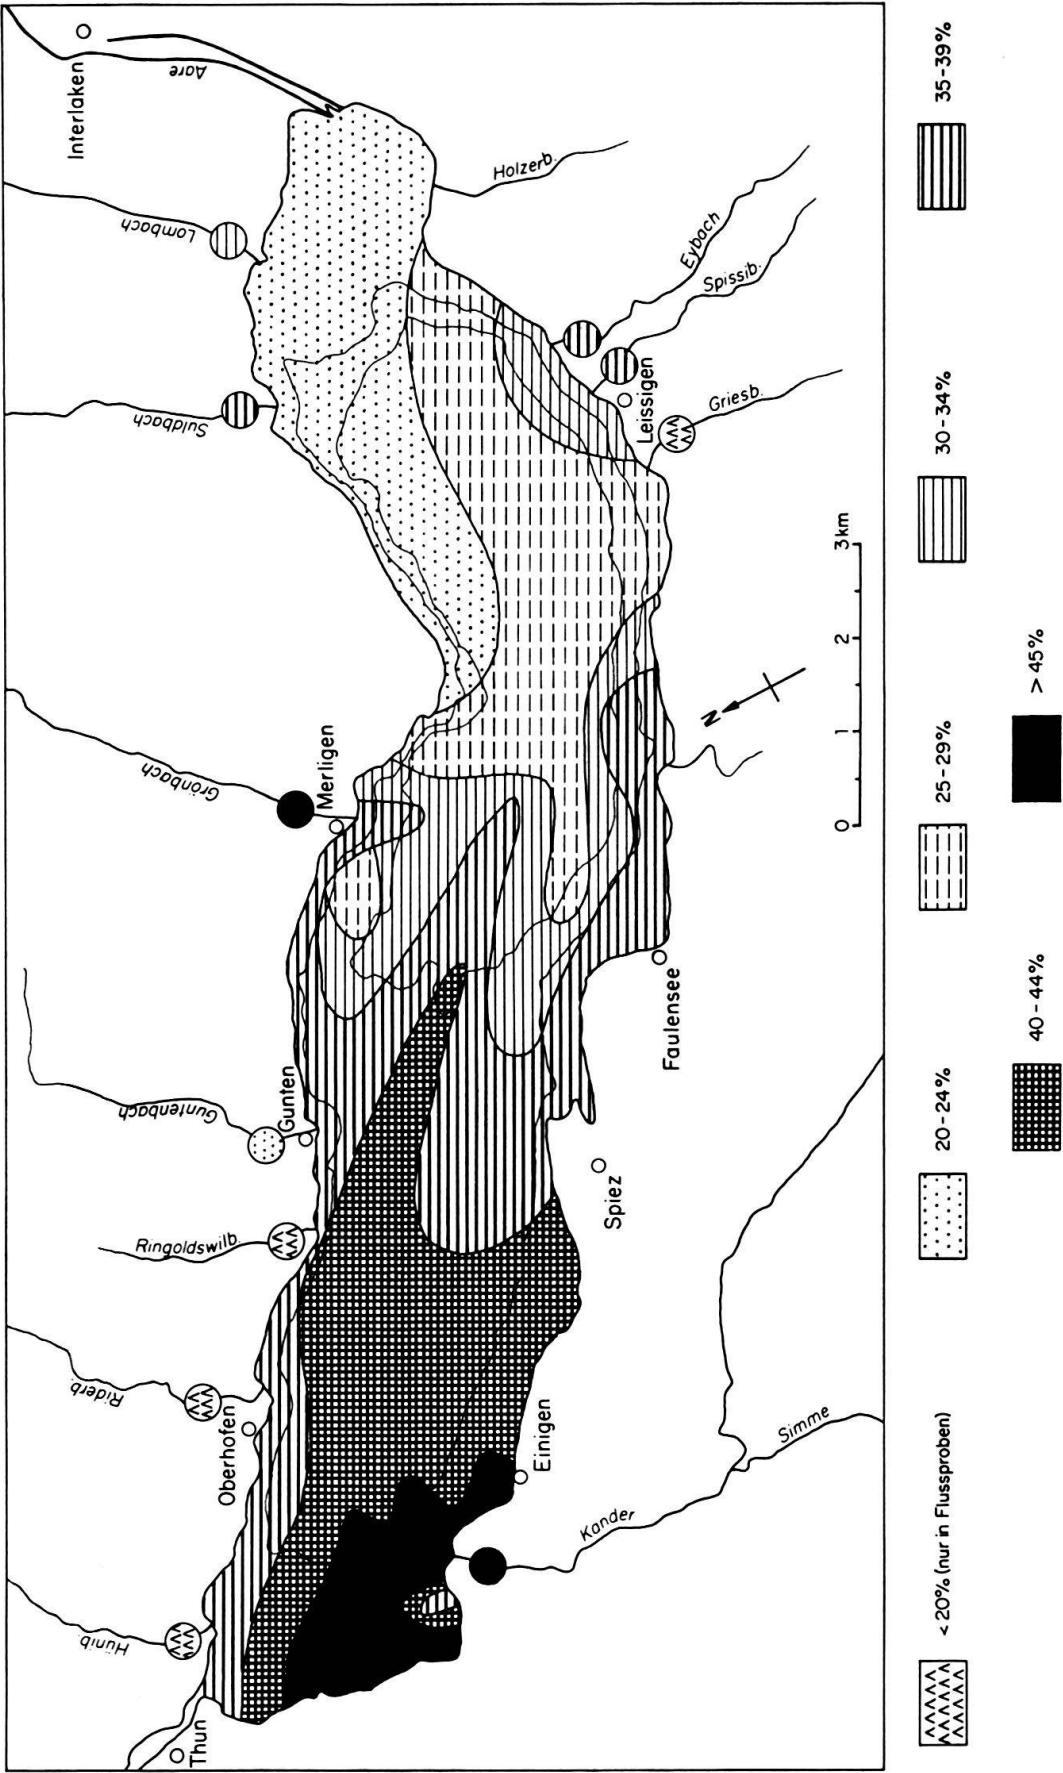 Thun
Hünib.
Oberhofen
Riderb.
Ringoldswilb.
Gunten
Guntenbach
Merligen
Grönbach
Suldbach
Lombach
Interlaken
Aare
Holzerb.
Eybach
Spissib.
Leissigen
Griesb.
Faulensee
Spiez
Einigen
Kander
Simme
N
0 1 2 3km
<20% (nur in Flussproben)
20-24%
25-29%
30-34%
35-39%
40-44%
>45%